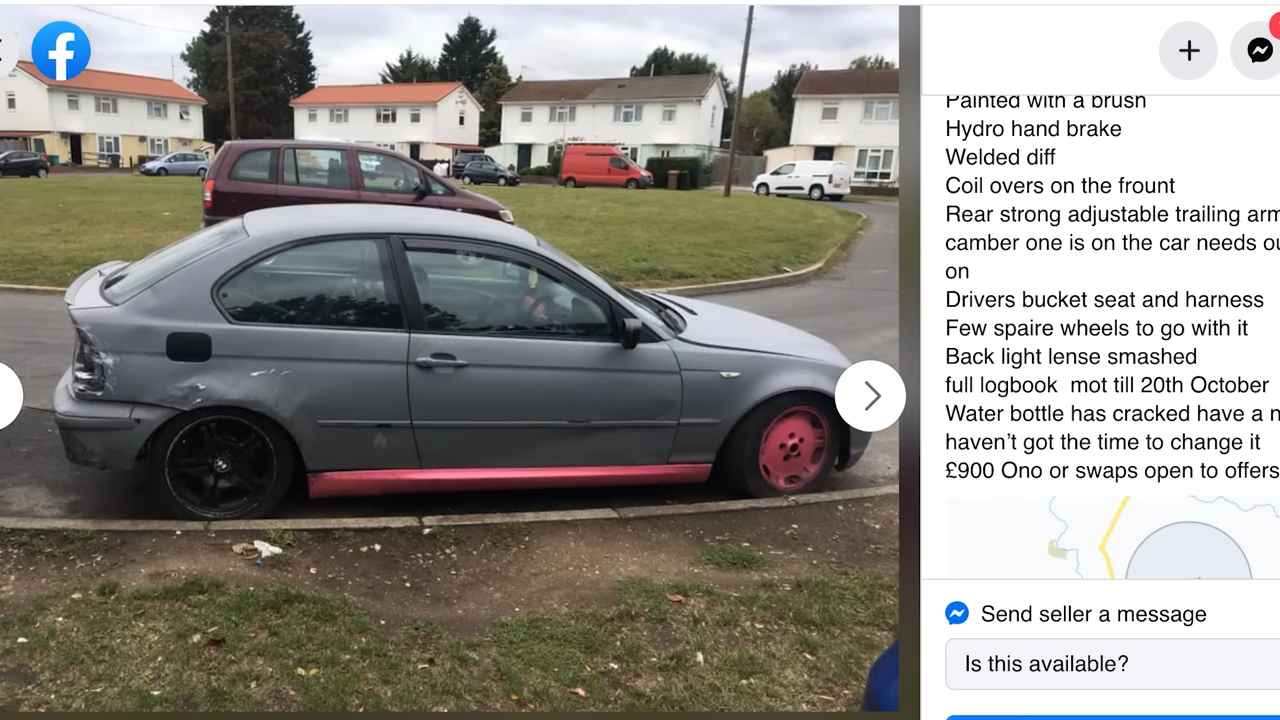 Painted with a brush
Hydro hand brake
Welded diff
Coil overs on the frount
Rear strong adjustable trailing arm
camber one is on the car needs
on
Drivers bucket seat and harness
Few spaire wheels to go with it
Back light lense smashed
full logbook mot till 20th October
Water bottle has cracked have a
haven't got the time to change it
£900 Ono or swaps open to offers
Send seller a message
Is this available?